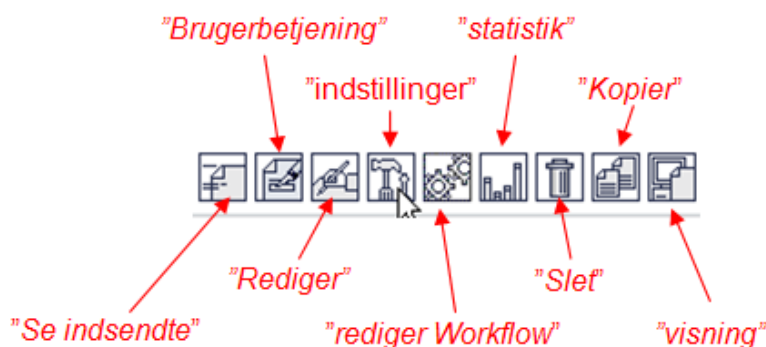 ”Brugerbetjening” ”statistik”
”indstillinger” ”Kopier”
”Rediger” ”Slet”
”Se indsendte” ”rediger Workflow” ”visning”